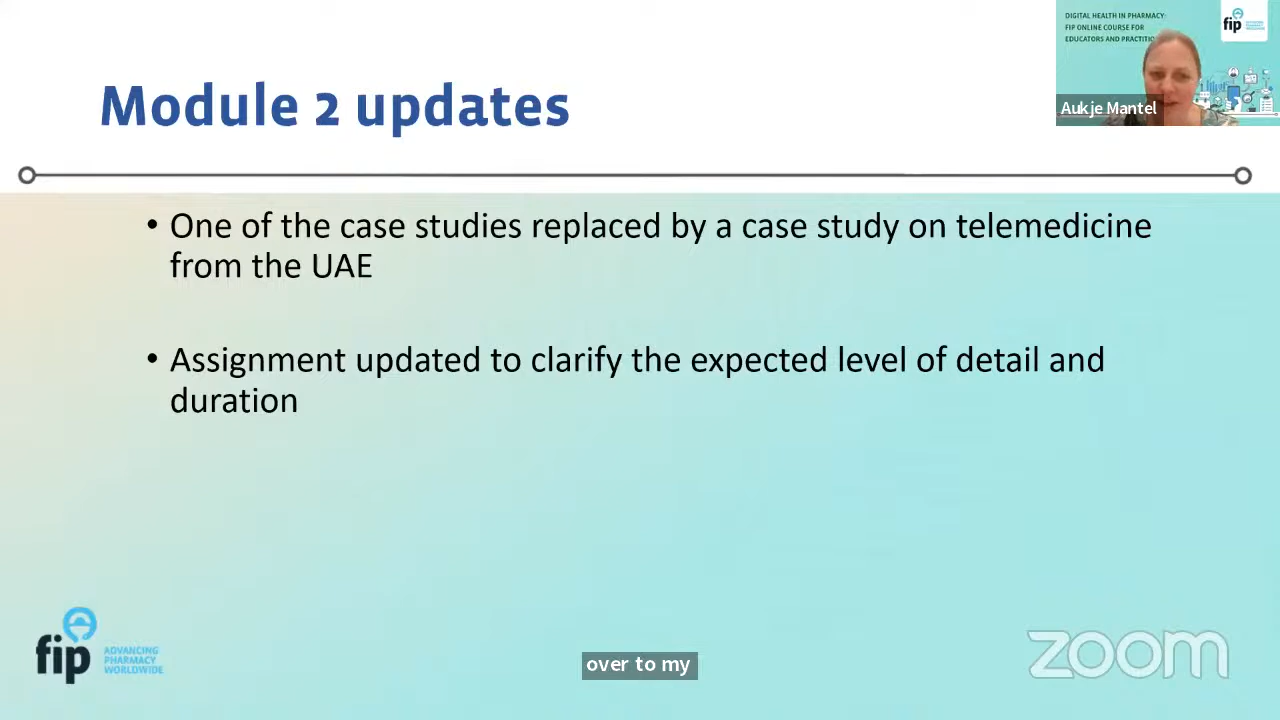 DIGITAL HEALTH IN PHARMACY:
FIP ONLINE COURSE FOR
EDUCATORS AND
fip
Aukje Mantel
Module 2 updates
• One of the case studies replaced by a case study on telemedicine
from the UAE
• Assignment updated to clarify the expected level of detail and
duration
fip
ADVANCING
PHARMACY
WORLDWIDE
over to my
zoom